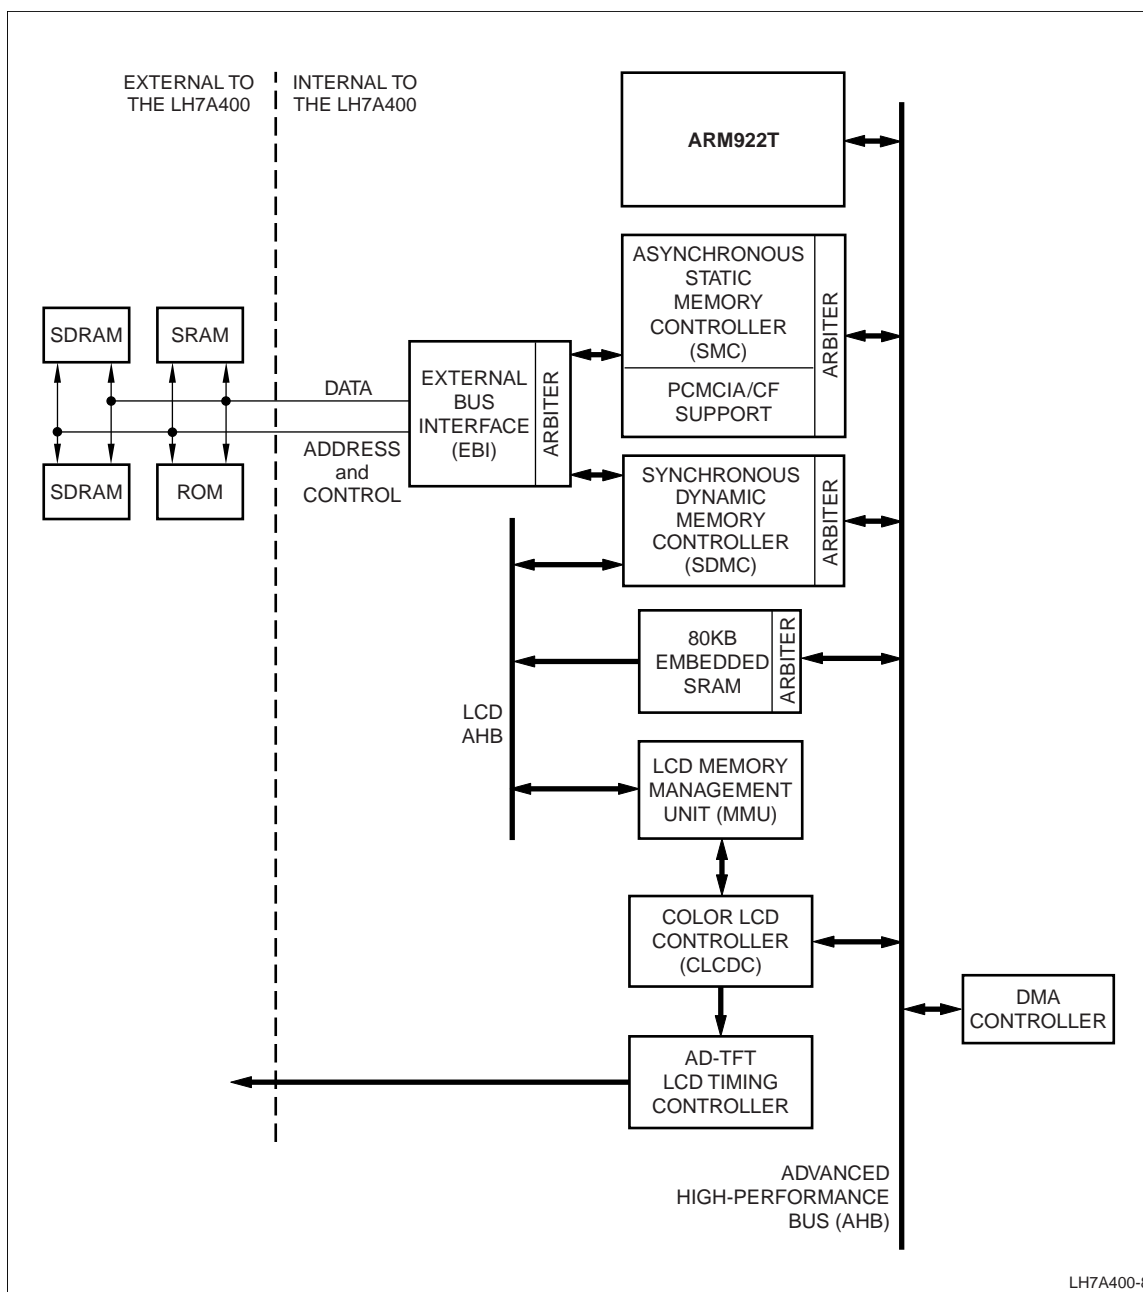 EXTERNAL TO
THE LH7A400
INTERNAL TO
THE LH7A400
ARM922T
ASYNCHRONOUS
STATIC
MEMORY
CONTROLLER
(SMC)
PCMCIA/CF
SUPPORT
ARBITER
SDRAM
SRAM
SDRAM
ROM
DATA
ADDRESS
and
CONTROL
EXTERNAL
BUS
INTERFACE
(EBI)
ARBITER
SYNCHRONOUS
DYNAMIC
MEMORY
CONTROLLER
(SDMC)
ARBITER
80KB
EMBEDDED
SRAM
ARBITER
LCD
AHB
LCD MEMORY
MANAGEMENT
UNIT (MMU)
COLOR LCD
CONTROLLER
(CLCDC)
DMA
CONTROLLER
AD-TFT
LCD TIMING
CONTROLLER
ADVANCED
HIGH-PERFORMANCE
BUS (AHB)
LH7A400-8